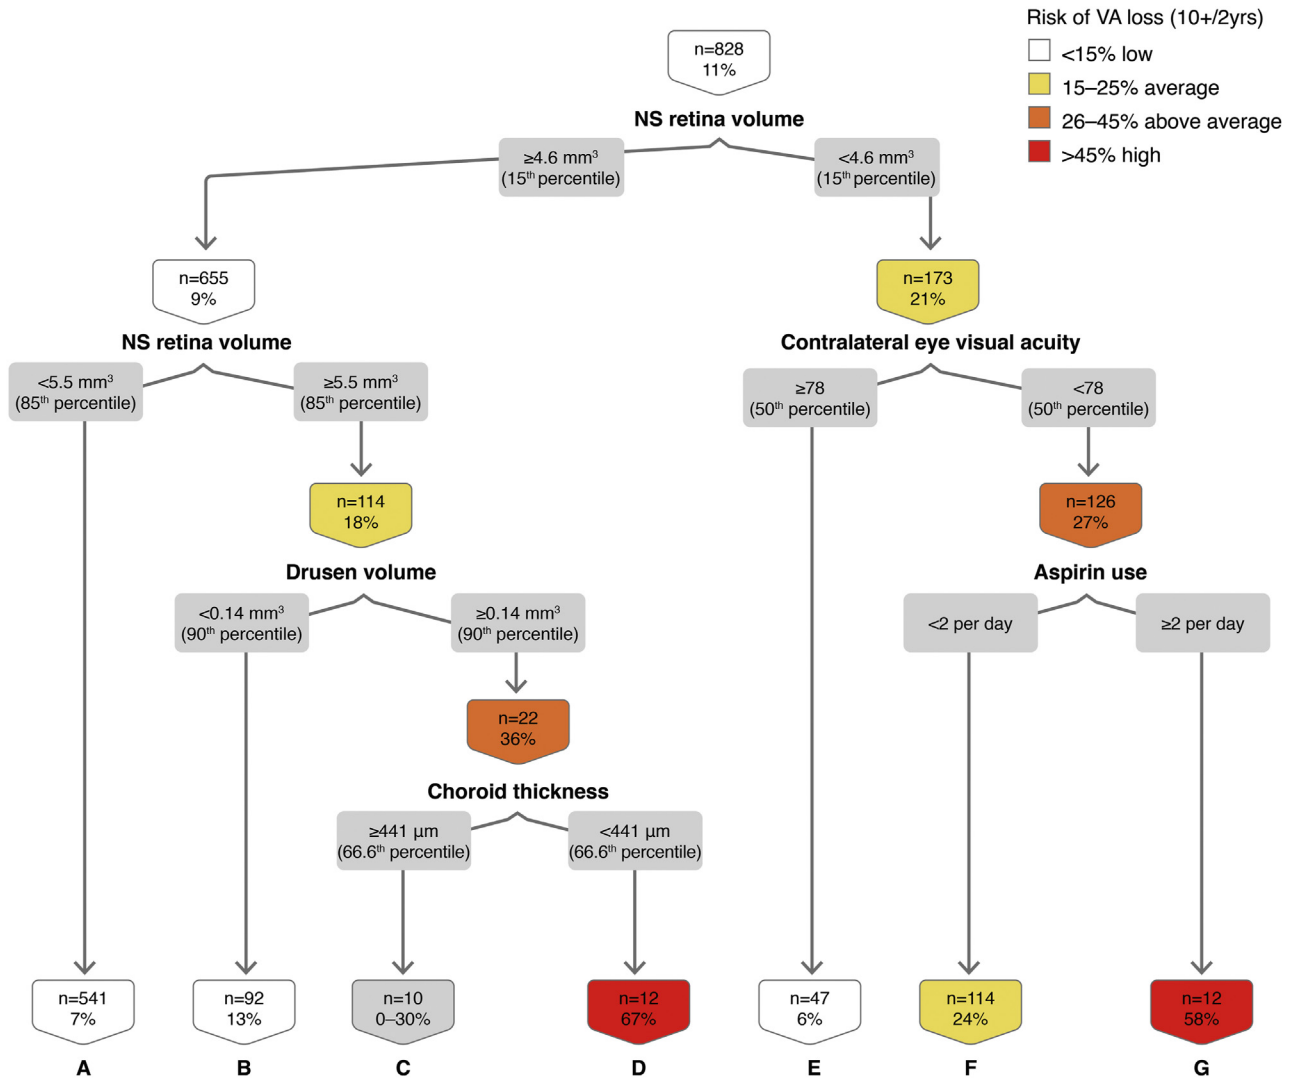 Risk of VA loss (10+/2yrs)
<15% low
15–25% average
26–45% above average
>45% high
n=828
11%
NS retina volume
≥4.6 mm³
(15th percentile)
<4.6 mm³
(15th percentile)
n=655
9%
n=173
21%
NS retina volume
Contralateral eye visual acuity
<5.5 mm³
(85th percentile)
≥5.5 mm³
(85th percentile)
≥78
(50th percentile)
<78
(50th percentile)
n=114
18%
n=126
27%
Drusen volume
Aspirin use
<0.14 mm³
(90th percentile)
≥0.14 mm³
(90th percentile)
<2 per day
≥2 per day
n=22
36%
Choroid thickness
≥441 µm
(66.6th percentile)
<441 µm
(66.6th percentile)
n=541
7%
n=92
13%
n=10
0–30%
n=12
67%
n=47
6%
n=114
24%
n=12
58%
A
B
C
D
E
F
G